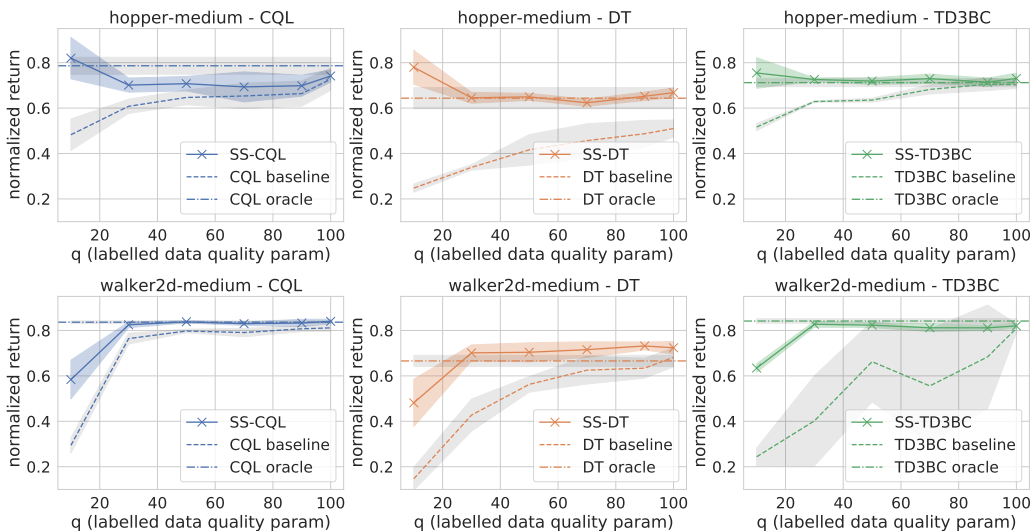 hopper-medium - CQL
normalized return
0.8
0.6
0.4
0.2
SS-CQL
CQL baseline
CQL oracle
20 40 60 80 100
q (labelled data quality param)
hopper-medium - DT
normalized return
0.8
0.6
0.4
0.2
SS-DT
DT baseline
DT oracle
20 40 60 80 100
q (labelled data quality param)
hopper-medium - TD3BC
normalized return
0.8
0.6
0.4
0.2
SS-TD3BC
TD3BC baseline
TD3BC oracle
20 40 60 80 100
q (labelled data quality param)
walker2d-medium - CQL
normalized return
0.8
0.6
0.4
0.2
SS-CQL
CQL baseline
CQL oracle
20 40 60 80 100
q (labelled data quality param)
walker2d-medium - DT
normalized return
0.8
0.6
0.4
0.2
SS-DT
DT baseline
DT oracle
20 40 60 80 100
q (labelled data quality param)
walker2d-medium - TD3BC
normalized return
0.8
0.6
0.4
0.2
SS-TD3BC
TD3BC baseline
TD3BC oracle
20 40 60 80 100
q (labelled data quality param)